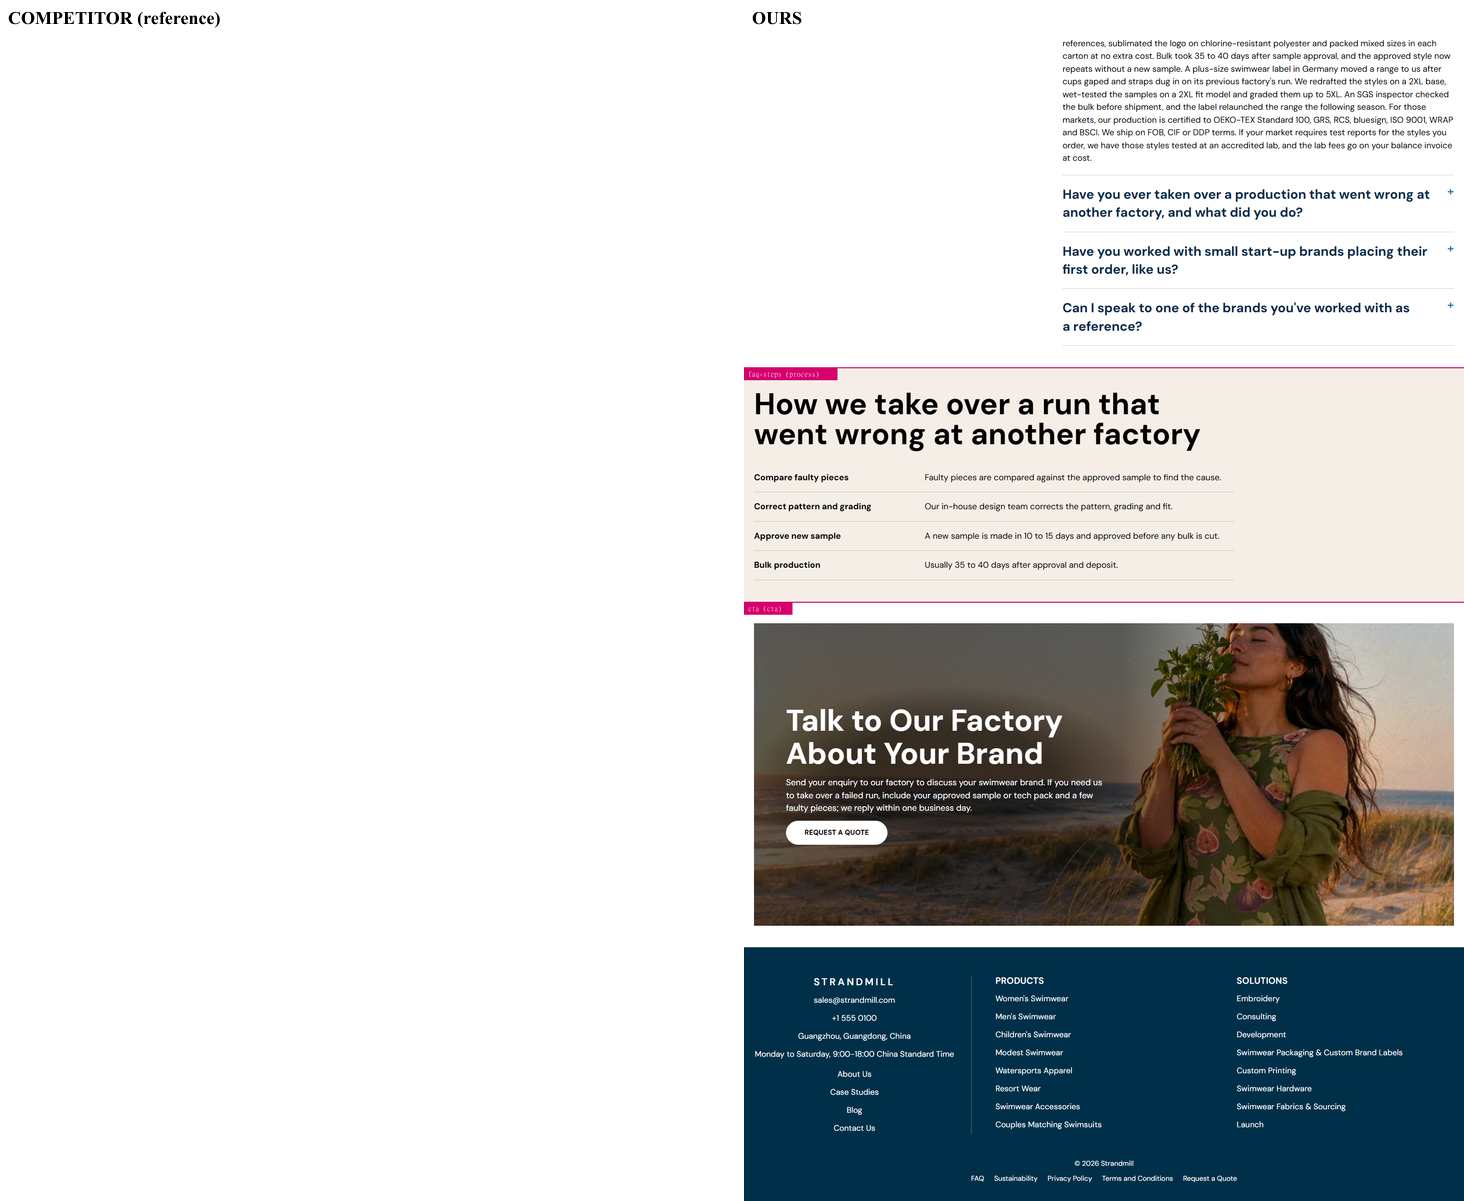 COMPETITOR (reference)
OURS
references, sublimated the logo on chlorine-resistant polyester and packed mixed sizes in each
carton at no extra cost. Bulk took 35 to 40 days after sample approval, and the approved style now
repeats without a new sample. A plus-size swimwear label in Germany moved a range to us after
cups gaped and straps dug in on its previous factory's run. We redrafted the styles on a 2XL base,
wet-tested the samples on a 2XL fit model and graded them up to 5XL. An SGS inspector checked
the bulk before shipment, and the label relaunched the range the following season. For those
markets, our production is certified to OEKO-TEX Standard 100, GRS, RCS, bluesign, ISO 9001, WRAP
and BSCI. We ship on FOB, CIF or DDP terms. If your market requires test reports for the styles you
order, we have those styles tested at an accredited lab, and the lab fees go on your balance invoice
at cost.
Have you ever taken over a production that went wrong at
another factory, and what did you do?
+
Have you worked with small start-up brands placing their
first order, like us?
+
Can I speak to one of the brands you've worked with as
a reference?
+
faq-steps (process)
How we take over a run that
went wrong at another factory
Compare faulty pieces
Faulty pieces are compared against the approved sample to find the cause.
Correct pattern and grading
Our in-house design team corrects the pattern, grading and fit.
Approve new sample
A new sample is made in 10 to 15 days and approved before any bulk is cut.
Bulk production
Usually 35 to 40 days after approval and deposit.
cta (cta)
Talk to Our Factory
About Your Brand
Send your enquiry to our factory to discuss your swimwear brand. If you need us
to take over a failed run, include your approved sample or tech pack and a few
faulty pieces; we reply within one business day.
REQUEST A QUOTE
STRANDMILL
sales@strandmill.com
+1 555 0100
Guangzhou, Guangdong, China
Monday to Saturday, 9:00-18:00 China Standard Time
About Us
Case Studies
Blog
Contact Us
PRODUCTS
Women's Swimwear
Men's Swimwear
Children's Swimwear
Modest Swimwear
Watersports Apparel
Resort Wear
Swimwear Accessories
Couples Matching Swimsuits
SOLUTIONS
Embroidery
Consulting
Development
Swimwear Packaging & Custom Brand Labels
Custom Printing
Swimwear Hardware
Swimwear Fabrics & Sourcing
Launch
© 2026 Strandmill
FAQ Sustainability Privacy Policy Terms and Conditions Request a Quote